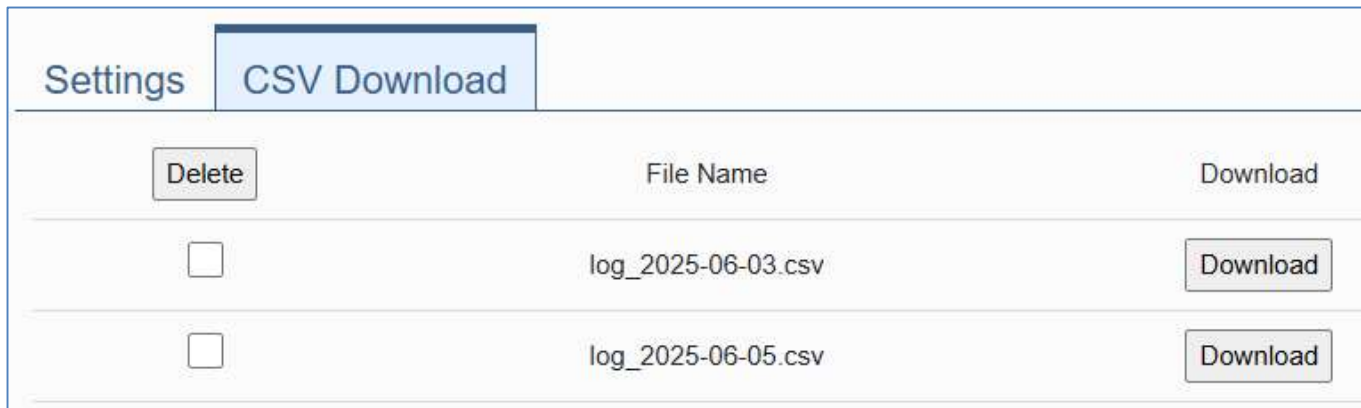 Settings CSV Download
Delete File Name Download
log_2025-06-03.csv Download
log_2025-06-05.csv Download